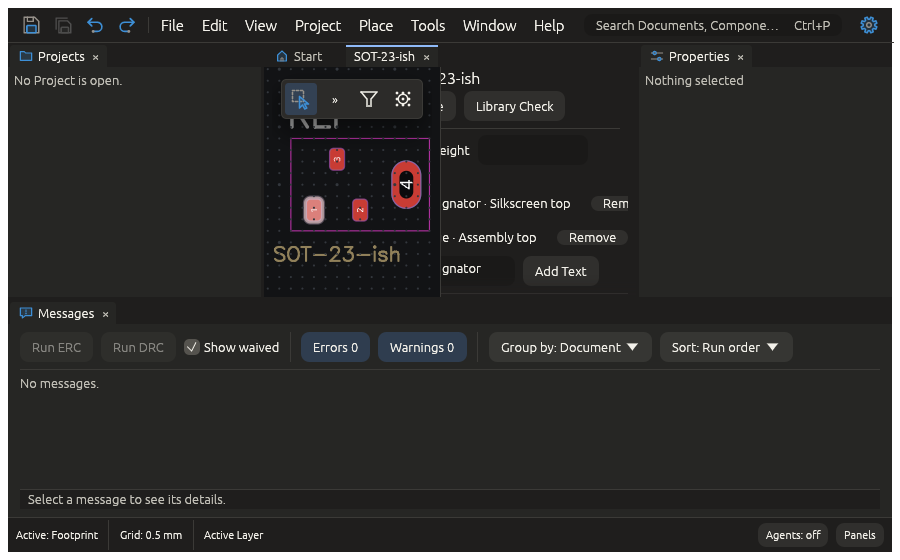 File Edit View Project Place Tools Window Help Search Documents, Compone... Ctrl+P
Projects × Start SOT-23-ish × Properties ×
No Project is open. 23-ish Nothing selected
»
Library Check
eight
3
4
1 2
gnator · Silkscreen top Rem
e · Assembly top Remove
SOT-23-ish
gnator Add Text
Messages ×
Run ERC Run DRC Show waived Errors 0 Warnings 0 Group by: Document Sort: Run order
No messages.
Select a message to see its details.
Active: Footprint Grid: 0.5 mm Active Layer Agents: off Panels